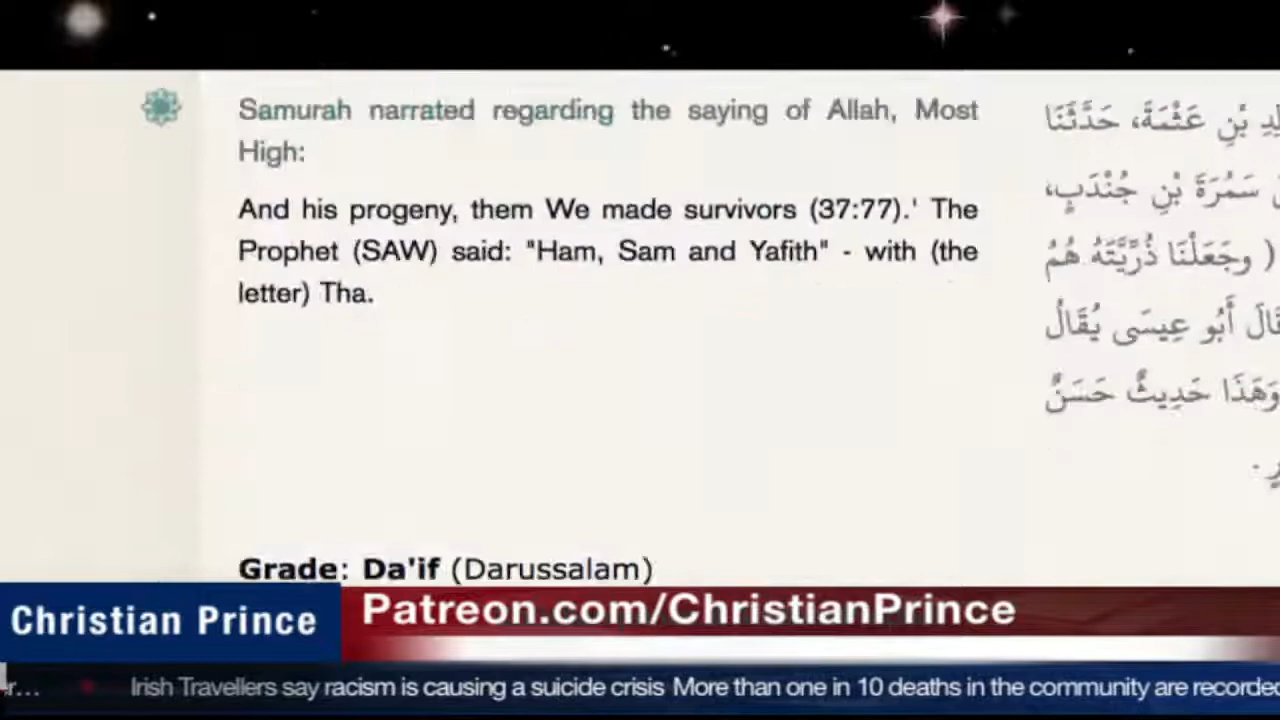 Samurah narrated regarding the saying of Allah, Most
High:
And his progeny, them We made survivors (37:77).' The
Prophet (SAW) said: "Ham, Sam and Yafith" - with (the
letter) Tha.
بْنِ عَثْمَةَ، حَدَّثَنَا
سَمُرَةَ بْنِ جُنْدَبٍ،
( وجَعَلْنَا ذُرِّيَّتَهُ هُمُ
قَالَ أَبُو عِيسَى يُقَالُ
وَهَذَا حَدِيثٌ حَسَنٌ
Grade: Da'if (Darussalam)
Christian Prince
Patreon.com/ChristianPrince
r... Irish Travellers say racism is causing a suicide crisis More than one in 10 deaths in the community are recorded